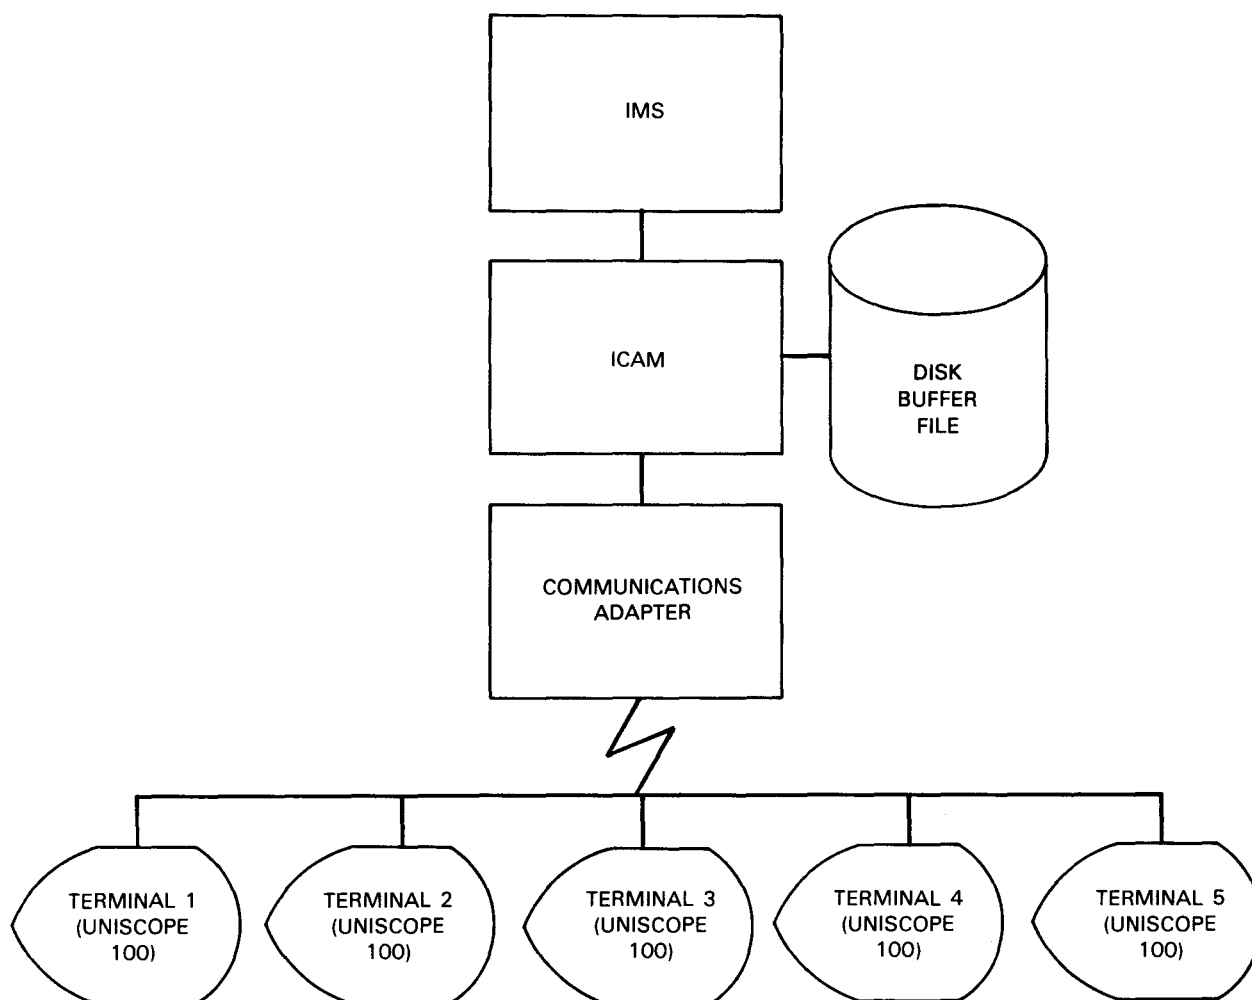 IMS
ICAM
DISK
BUFFER
FILE
COMMUNICATIONS
ADAPTER
TERMINAL 1
(UNISCOPE
100)
TERMINAL 2
(UNISCOPE
100)
TERMINAL 3
(UNISCOPE
100)
TERMINAL 4
(UNISCOPE
100)
TERMINAL 5
(UNISCOPE
100)